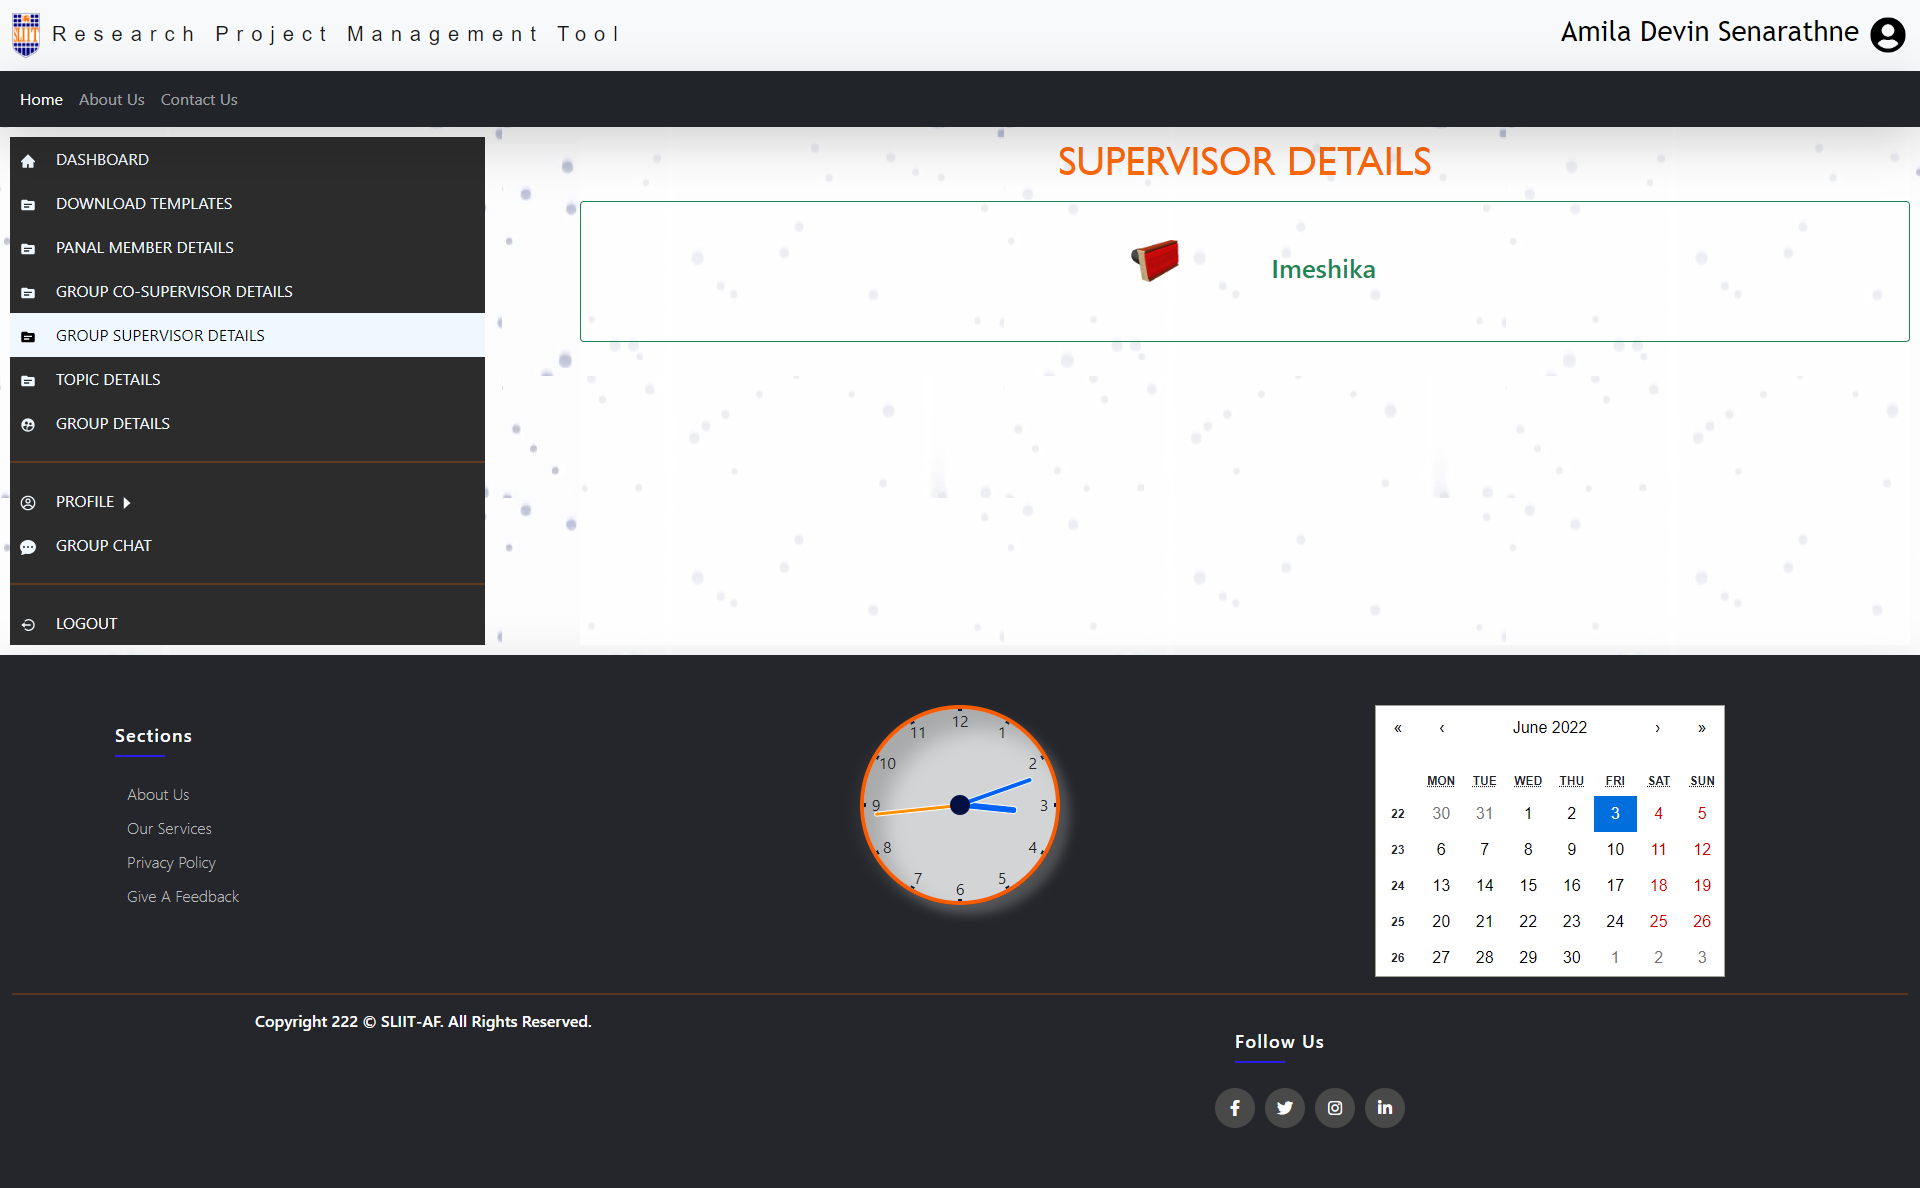 SLIIT
Research Project Management Tool
Amila Devin Senarathne
Home About Us Contact Us
DASHBOARD
DOWNLOAD TEMPLATES
PANAL MEMBER DETAILS
GROUP CO-SUPERVISOR DETAILS
GROUP SUPERVISOR DETAILS
TOPIC DETAILS
GROUP DETAILS
PROFILE
GROUP CHAT
LOGOUT
SUPERVISOR DETAILS
Imeshika
Sections
About Us
Our Services
Privacy Policy
Give A Feedback
12
11 1
10 2
9 3
8 4
7 5
6
« ‹ June 2022 › »
MON TUE WED THU FRI SAT SUN
22 30 31 1 2 3 4 5
23 6 7 8 9 10 11 12
24 13 14 15 16 17 18 19
25 20 21 22 23 24 25 26
26 27 28 29 30 1 2 3
Copyright 222 © SLIIT-AF. All Rights Reserved.
Follow Us